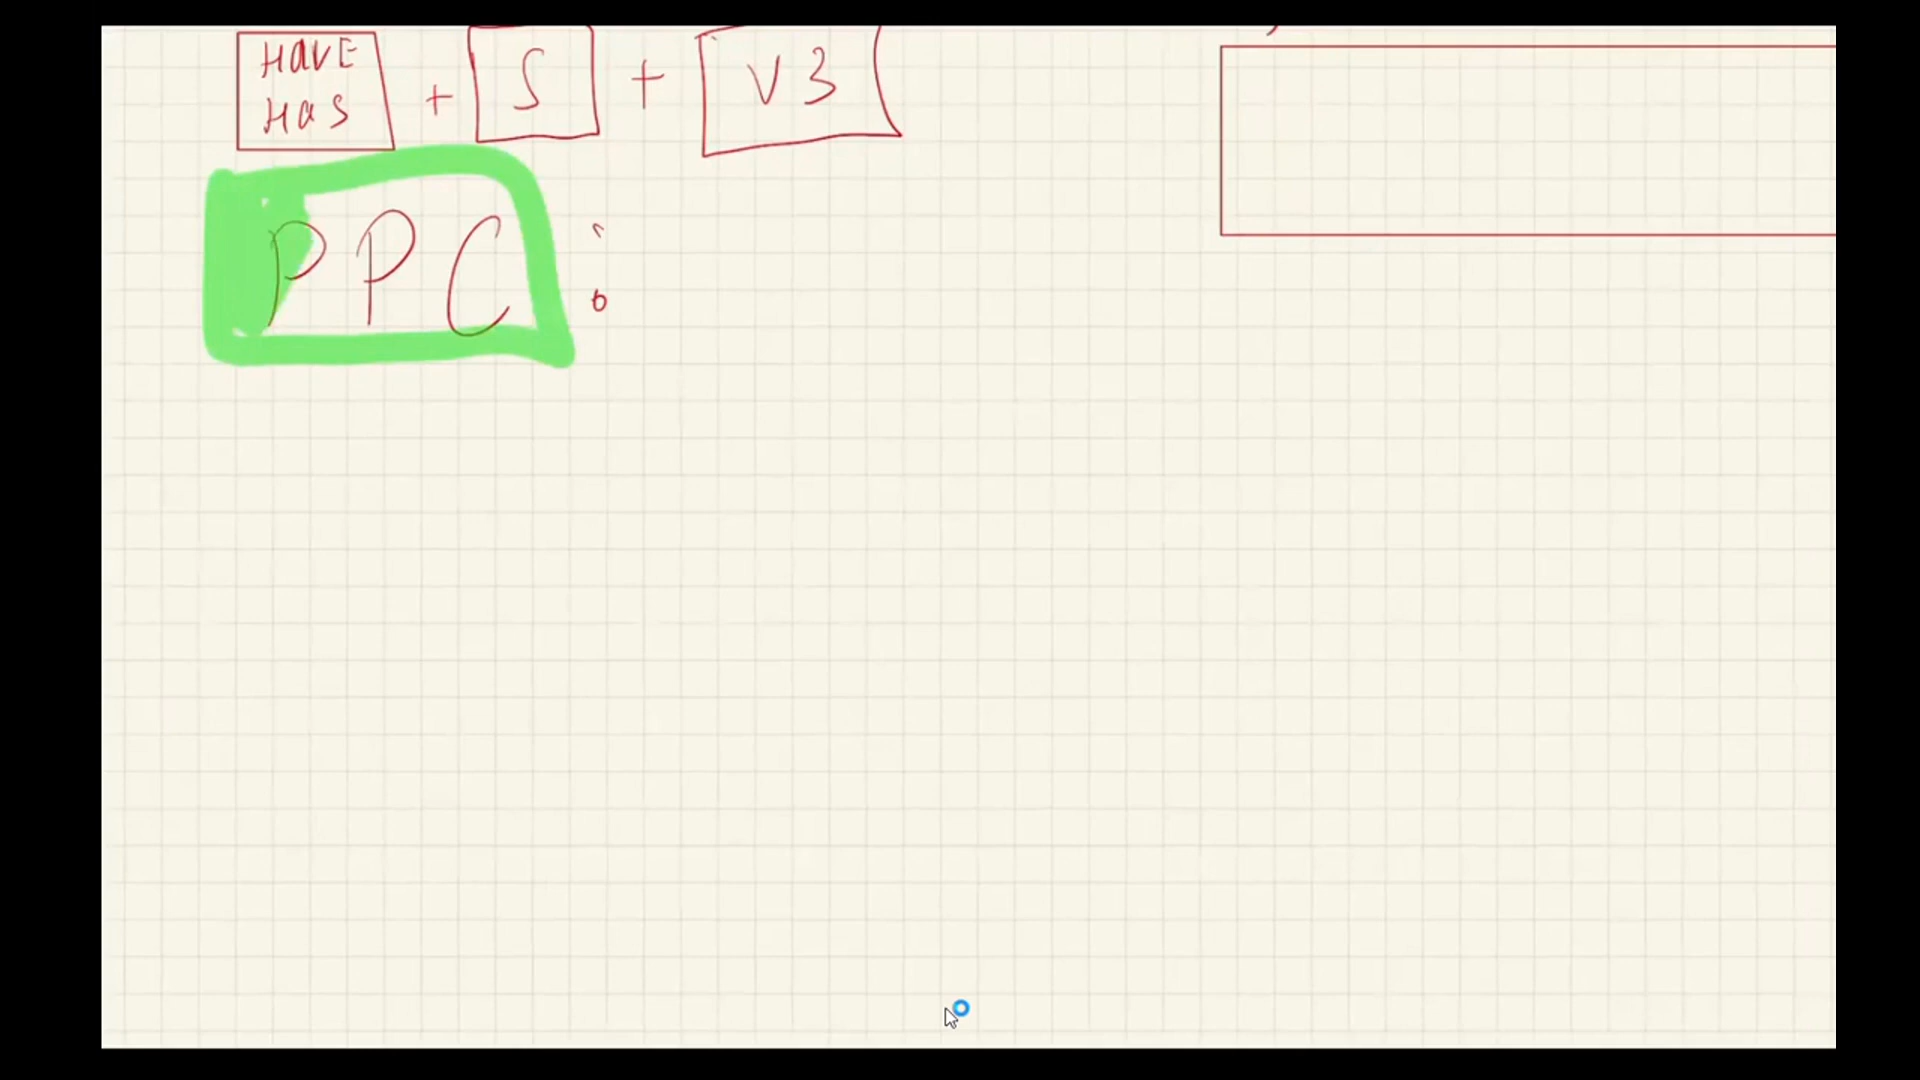 HAVE
HAS + S + V3
PPC :